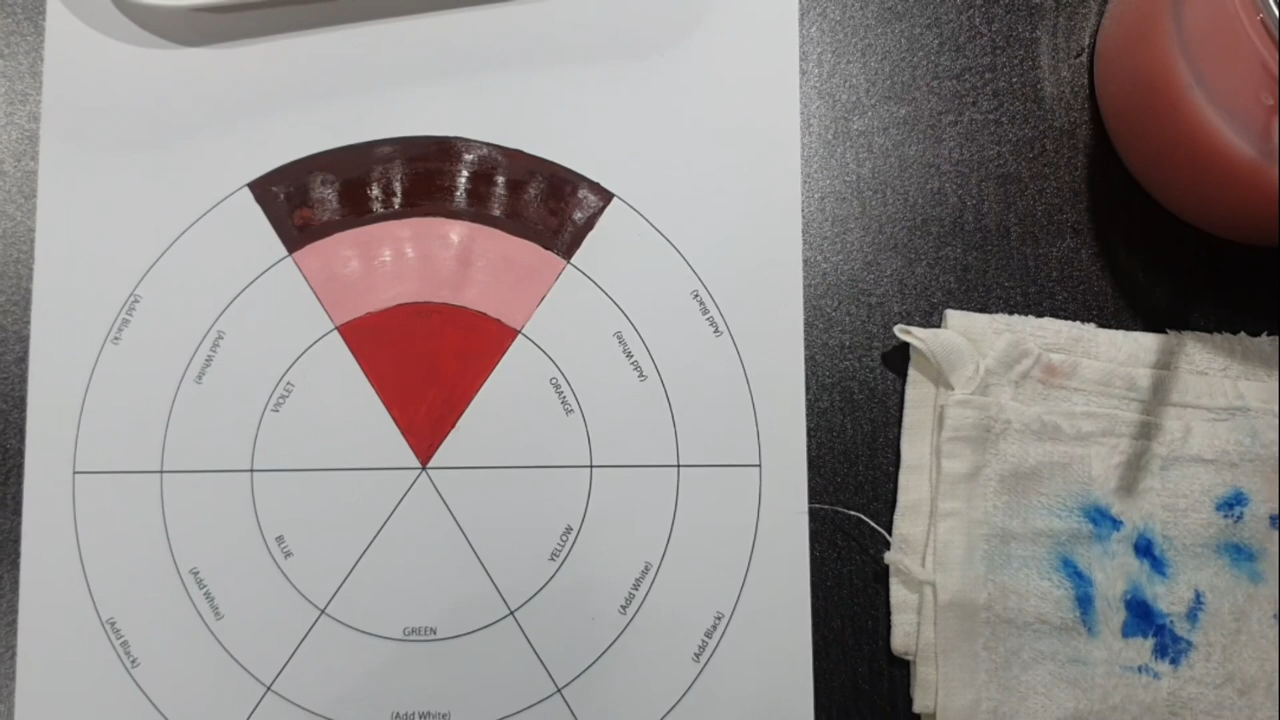 (Add Black)
(Add Black)
(Add White)
(Add White)
VIOLET
ORANGE
BLUE
YELLOW
(Add White)
(Add White)
GREEN
(Add Black)
(Add Black)
(Add White)